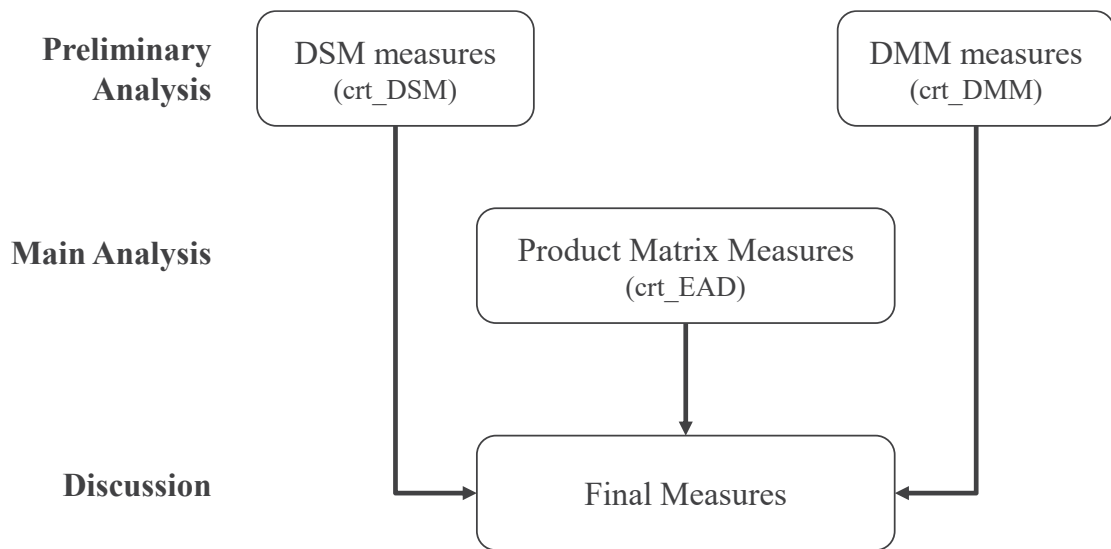 Preliminary
Analysis
DSM measures
(crt_DSM)
DMM measures
(crt_DMM)
Main Analysis
Product Matrix Measures
(crt_EAD)
Discussion
Final Measures